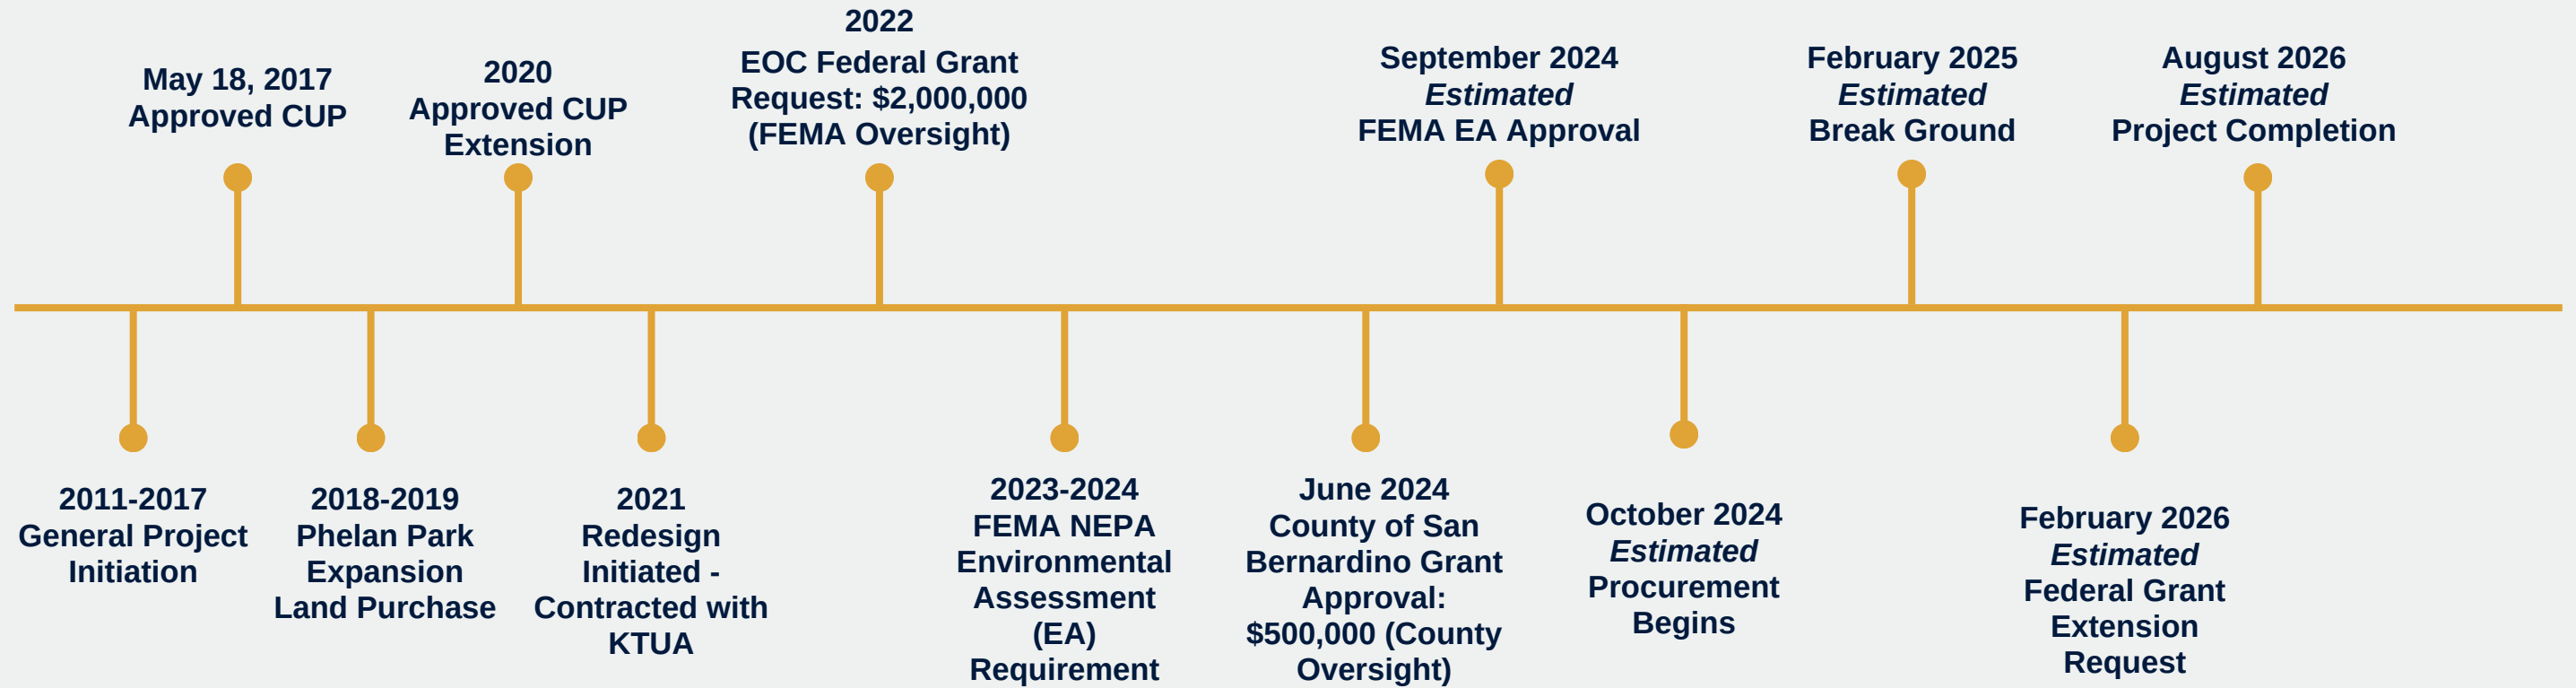 2022
EOC Federal Grant
Request: $2,000,000
(FEMA Oversight)
May 18, 2017
Approved CUP
2020
Approved CUP
Extension
September 2024
Estimated
FEMA EA Approval
February 2025
Estimated
Break Ground
August 2026
Estimated
Project Completion
2011-2017
General Project
Initiation
2018-2019
Phelan Park
Expansion
Land Purchase
2021
Redesign
Initiated -
Contracted with
KTUA
2023-2024
FEMA NEPA
Environmental
Assessment
(EA)
Requirement
June 2024
County of San
Bernardino Grant
Approval:
$500,000 (County
Oversight)
October 2024
Estimated
Procurement
Begins
February 2026
Estimated
Federal Grant
Extension
Request